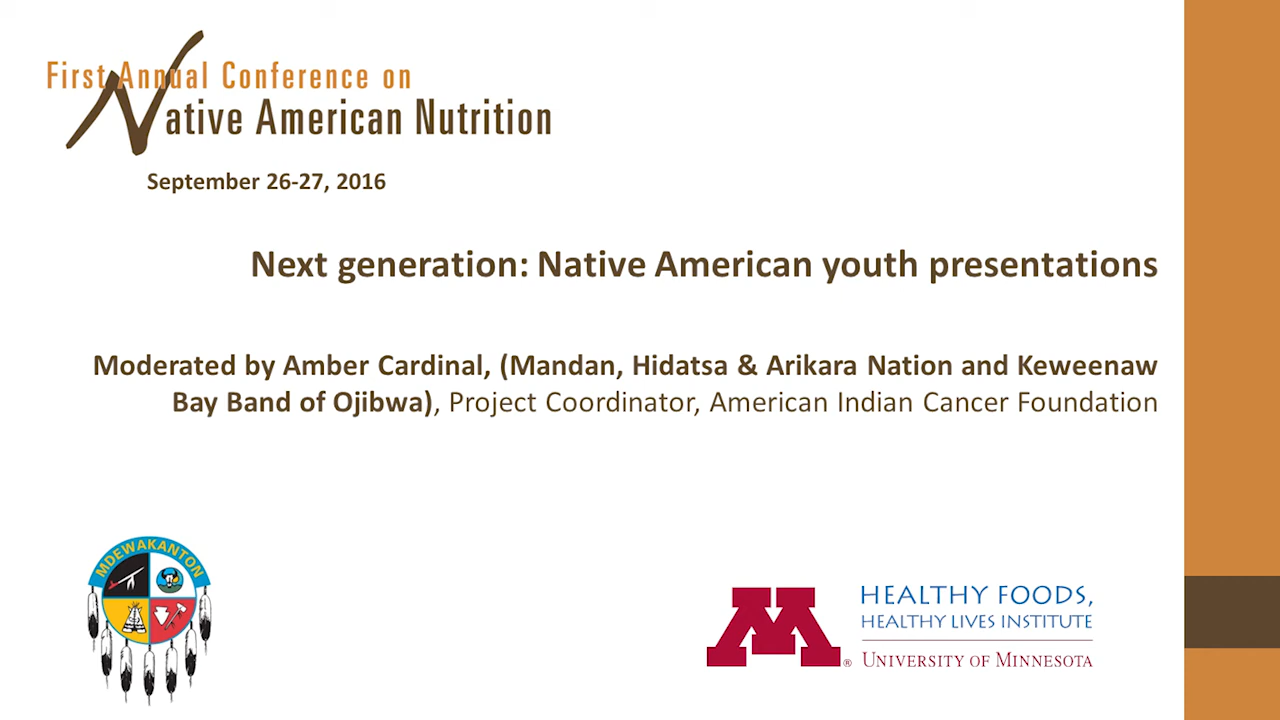 First Annual Conference on
Native American Nutrition
September 26-27, 2016
Next generation: Native American youth presentations
Moderated by Amber Cardinal, (Mandan, Hidatsa & Arikara Nation and Keweenaw
Bay Band of Ojibwa), Project Coordinator, American Indian Cancer Foundation
MDEWAKANTON
M®
HEALTHY FOODS,
HEALTHY LIVES INSTITUTE
UNIVERSITY OF MINNESOTA